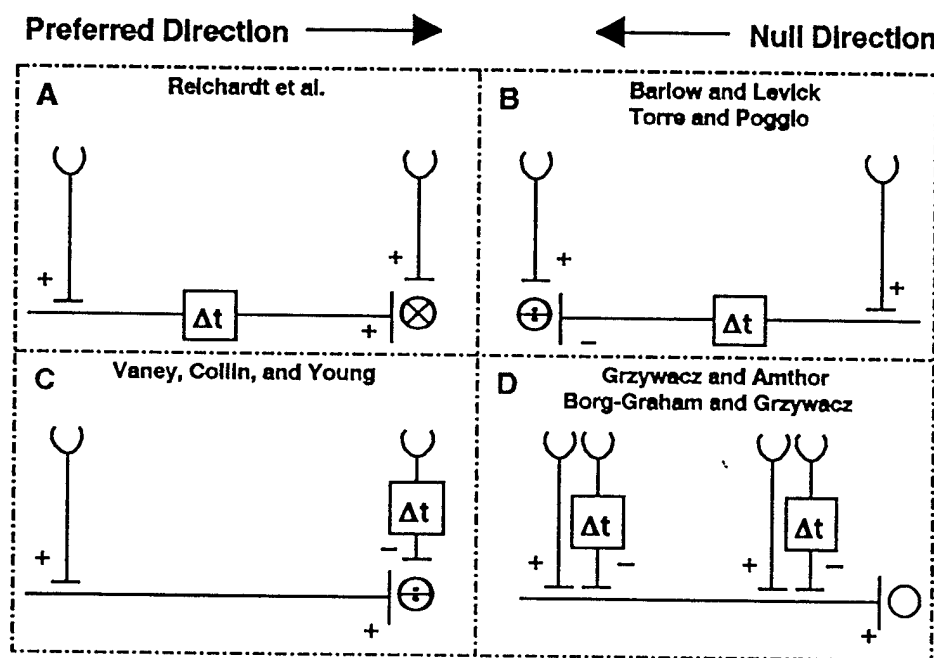 Preferred Direction
Null Direction
A
Reichardt et al.
+
+
Δt
+
B
Barlow and Levick
Torre and Poggio
+
+
−
Δt
C
Vaney, Collin, and Young
+
Δt
−
+
D
Grzywacz and Amthor
Borg-Graham and Grzywacz
Δt
Δt
+
−
+
−
+